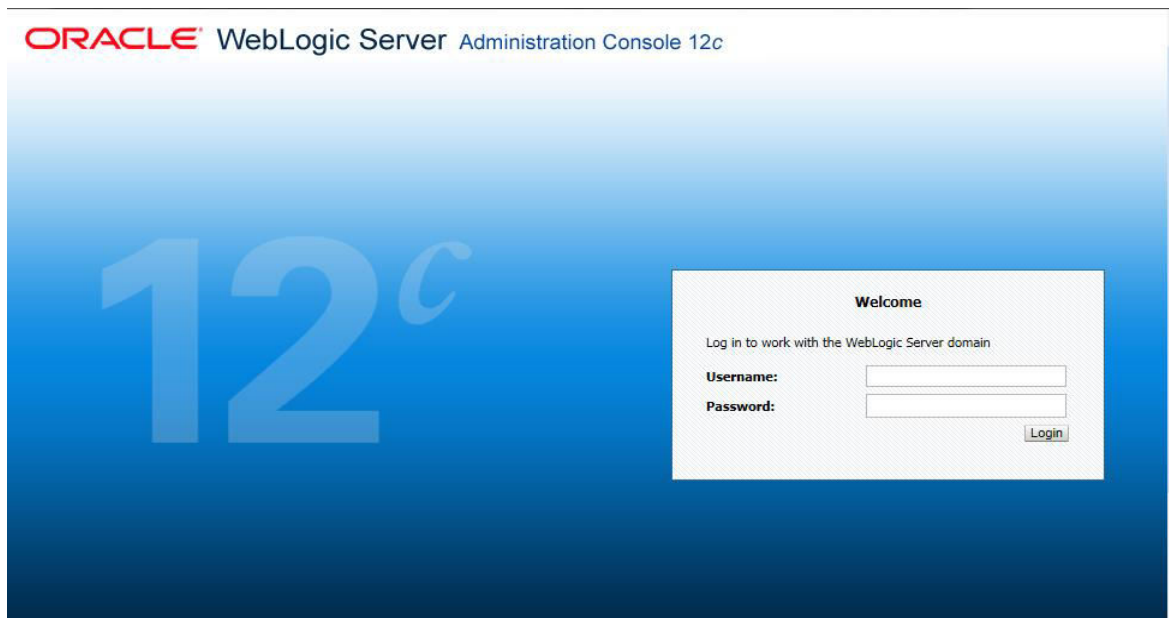 ORACLE WebLogic Server Administration Console 12c
12c
Welcome
Log in to work with the WebLogic Server domain
Username:
Password:
Login